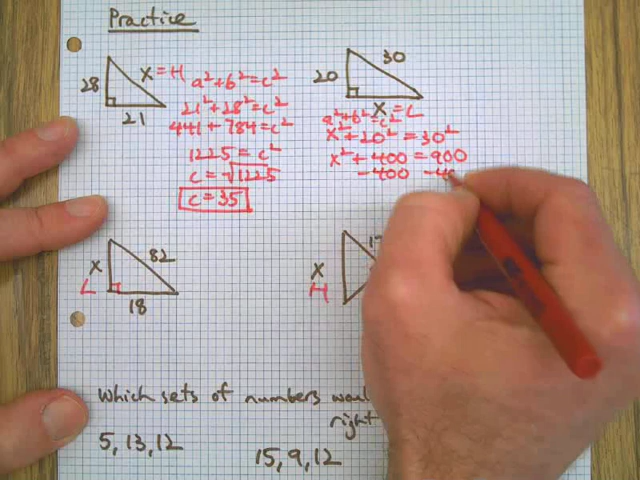 Practice
28
X = H
21
a² + b² = c²
21² + 28² = c²
441 + 784 = c²
1225 = c²
c = √1225
c = 35
20
30
X = L
a² + b² = c²
x² + 20² = 30²
x² + 400 = 900
-400
X
82
L
18
X
H
Which sets of numbers
right
5, 13, 12
15, 9, 12